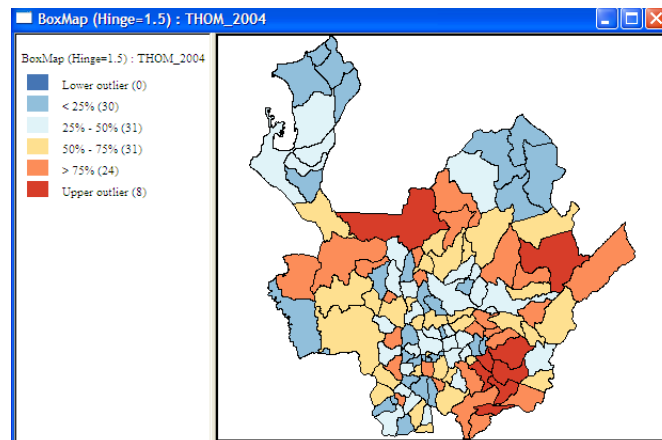 BoxMap (Hinge=1.5) : THOM_2004
BoxMap (Hinge=1.5) : THOM_2004
Lower outlier (0)
< 25% (30)
25% - 50% (31)
50% - 75% (31)
> 75% (24)
Upper outlier (8)